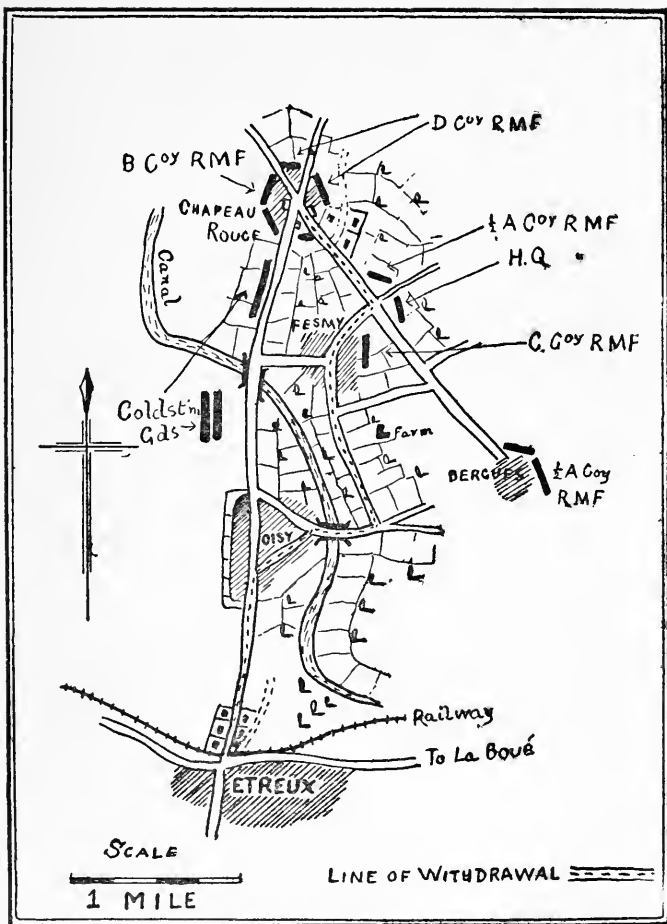 D Coy RMF
B Coy RMF
CHAPEAU
ROUGE
½ A Coy RMF
H.Q
Canal
FESMY
C. Coy RMF
Coldstm
Gds
Farm
BERGUES
½ A Coy
RMF
OISY
Railway
To La Boué
ETREUX
SCALE
1 MILE
LINE OF WITHDRAWAL